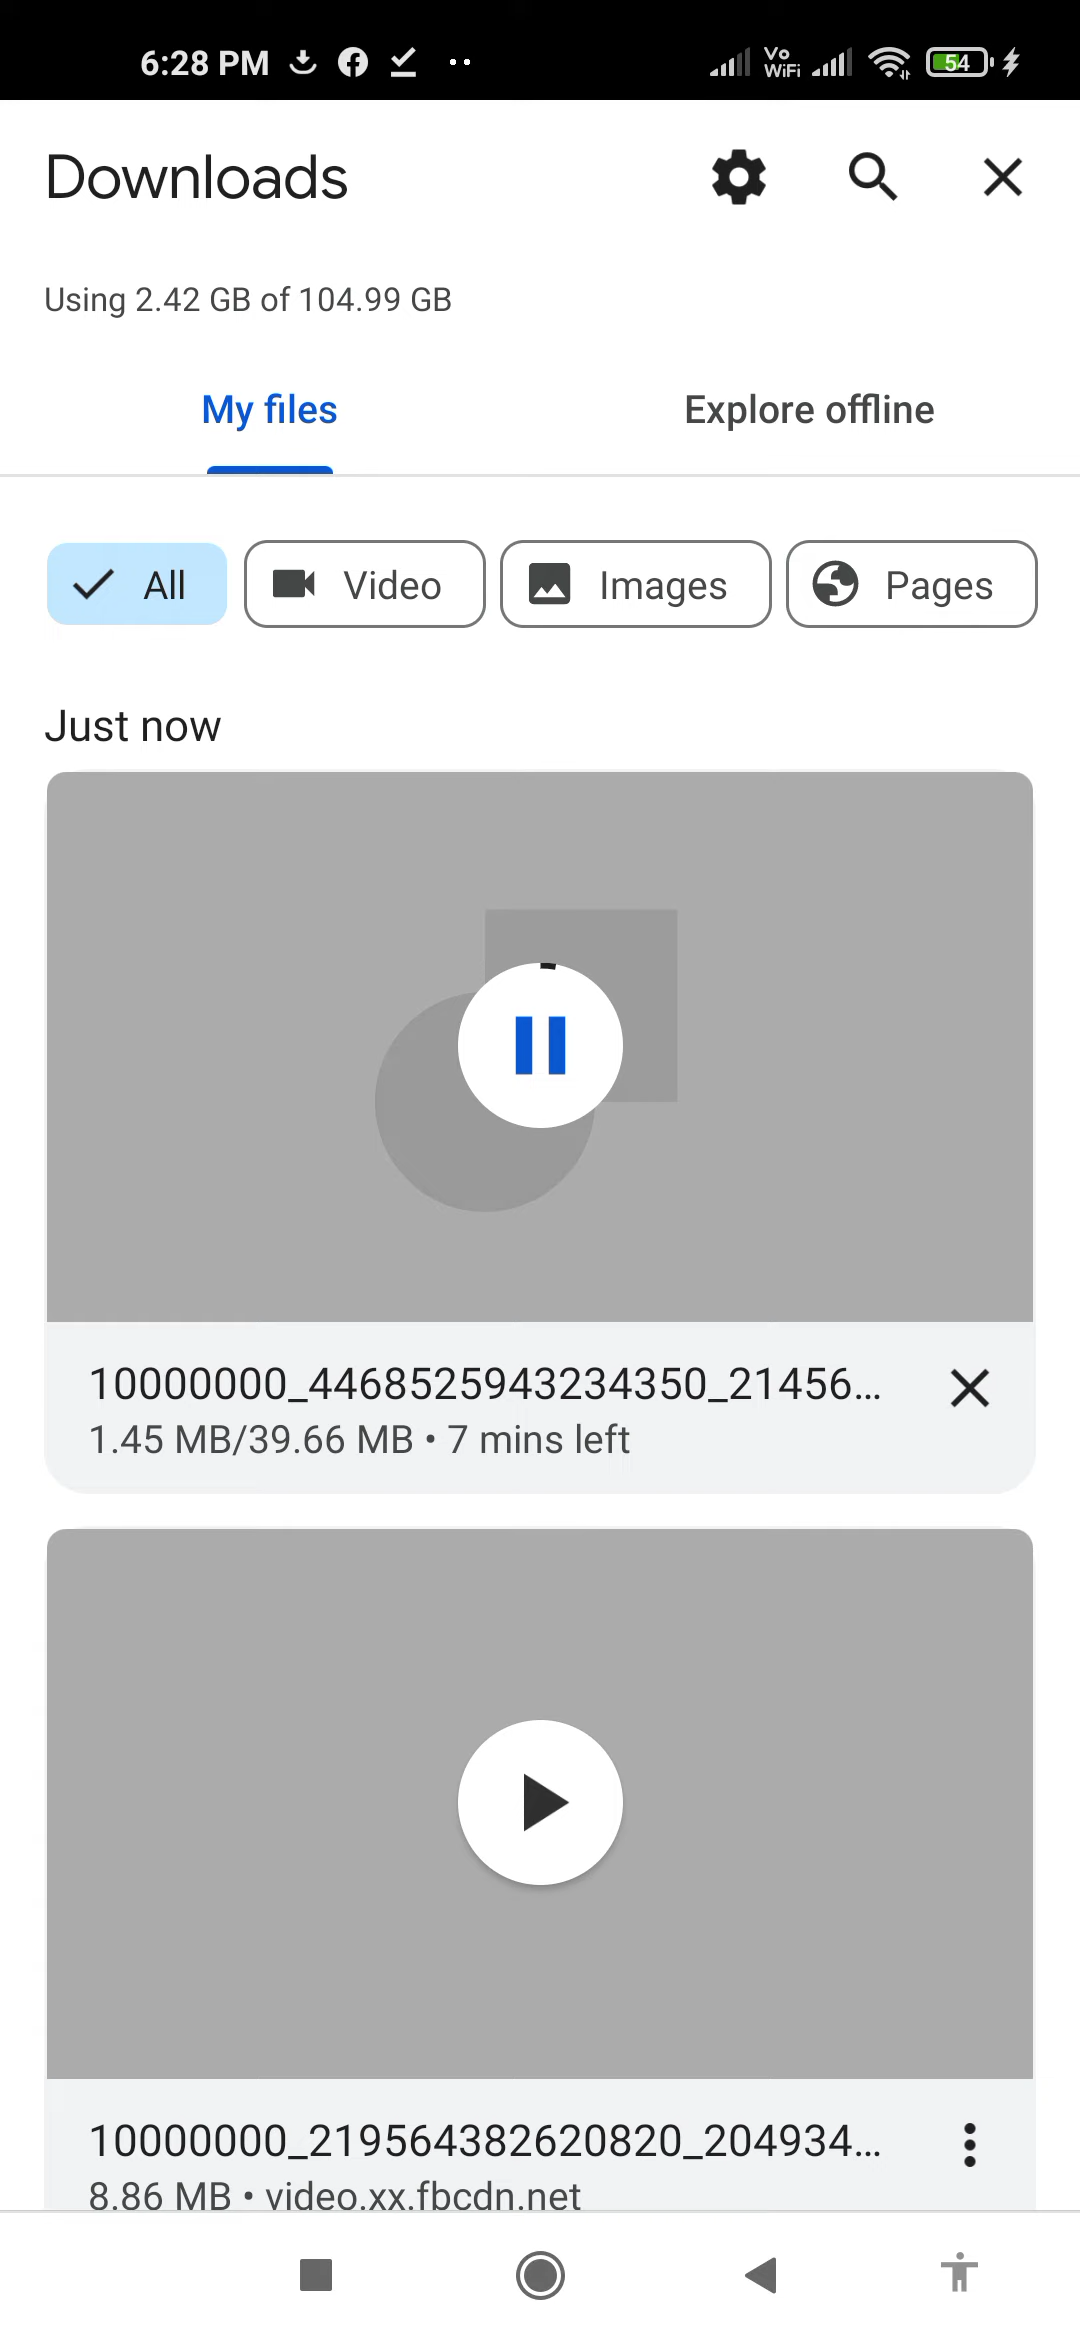 6:28 PM
Vo
WiFi
54
Downloads
Using 2.42 GB of 104.99 GB
My files
Explore offline
All
Video
Images
Pages
Just now
10000000_4468525943234350_21456...
1.45 MB/39.66 MB • 7 mins left
10000000_219564382620820_204934...
8.86 MB • video.xx.fbcdn.net